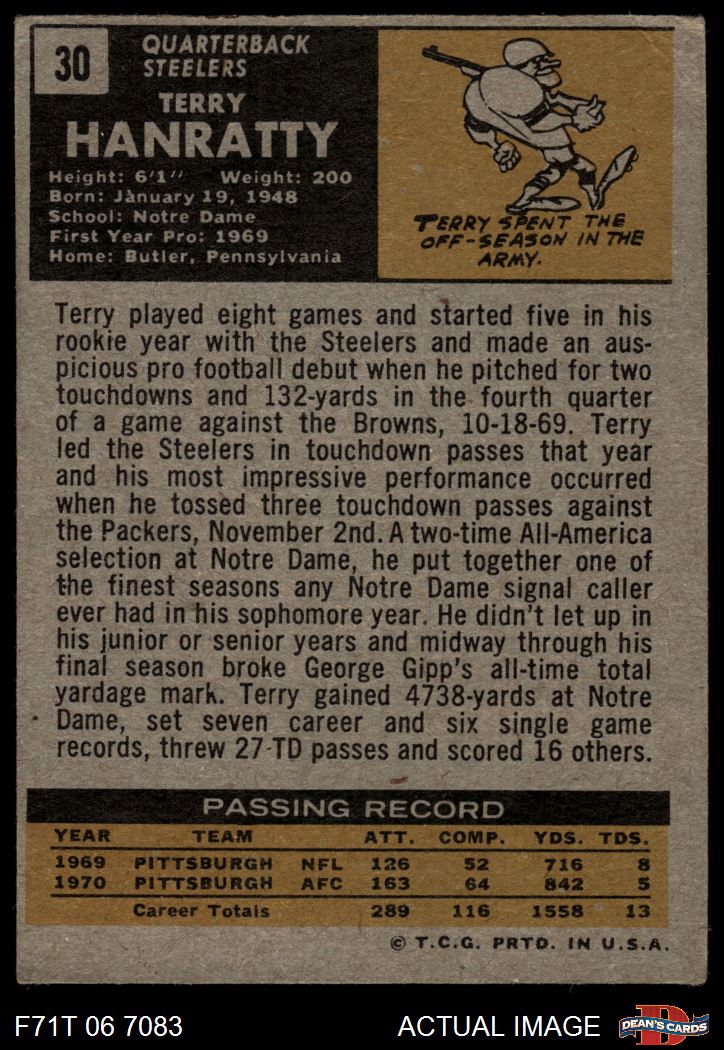 30
QUARTERBACK
STEELERS
TERRY
HANRATTY
Height: 6'1" Weight: 200
Born: January 19, 1948
School: Notre Dame
First Year Pro: 1969
Home: Butler, Pennsylvania
TERRY SPENT THE
OFF-SEASON IN THE
ARMY.
Terry played eight games and started five in his
rookie year with the Steelers and made an aus-
picious pro football debut when he pitched for two
touchdowns and 132-yards in the fourth quarter
of a game against the Browns, 10-18-69. Terry
led the Steelers in touchdown passes that year
and his most impressive performance occurred
when he tossed three touchdown passes against
the Packers, November 2nd. A two-time All-America
selection at Notre Dame, he put together one of
the finest seasons any Notre Dame signal caller
ever had in his sophomore year. He didn't let up in
his junior or senior years and midway through his
final season broke George Gipp's all-time total
yardage mark. Terry gained 4738-yards at Notre
Dame, set seven career and six single game
records, threw 27-TD passes and scored 16 others.
PASSING RECORD
YEAR TEAM ATT. COMP. YDS. TDS.
1969 PITTSBURGH NFL 126 52 716 8
1970 PITTSBURGH AFC 163 64 842 5
Career Totals 289 116 1558 13
© T.C.G. PRTD. IN U.S.A.
F71T 06 7083 ACTUAL IMAGE
D
DEAN'S CARDS